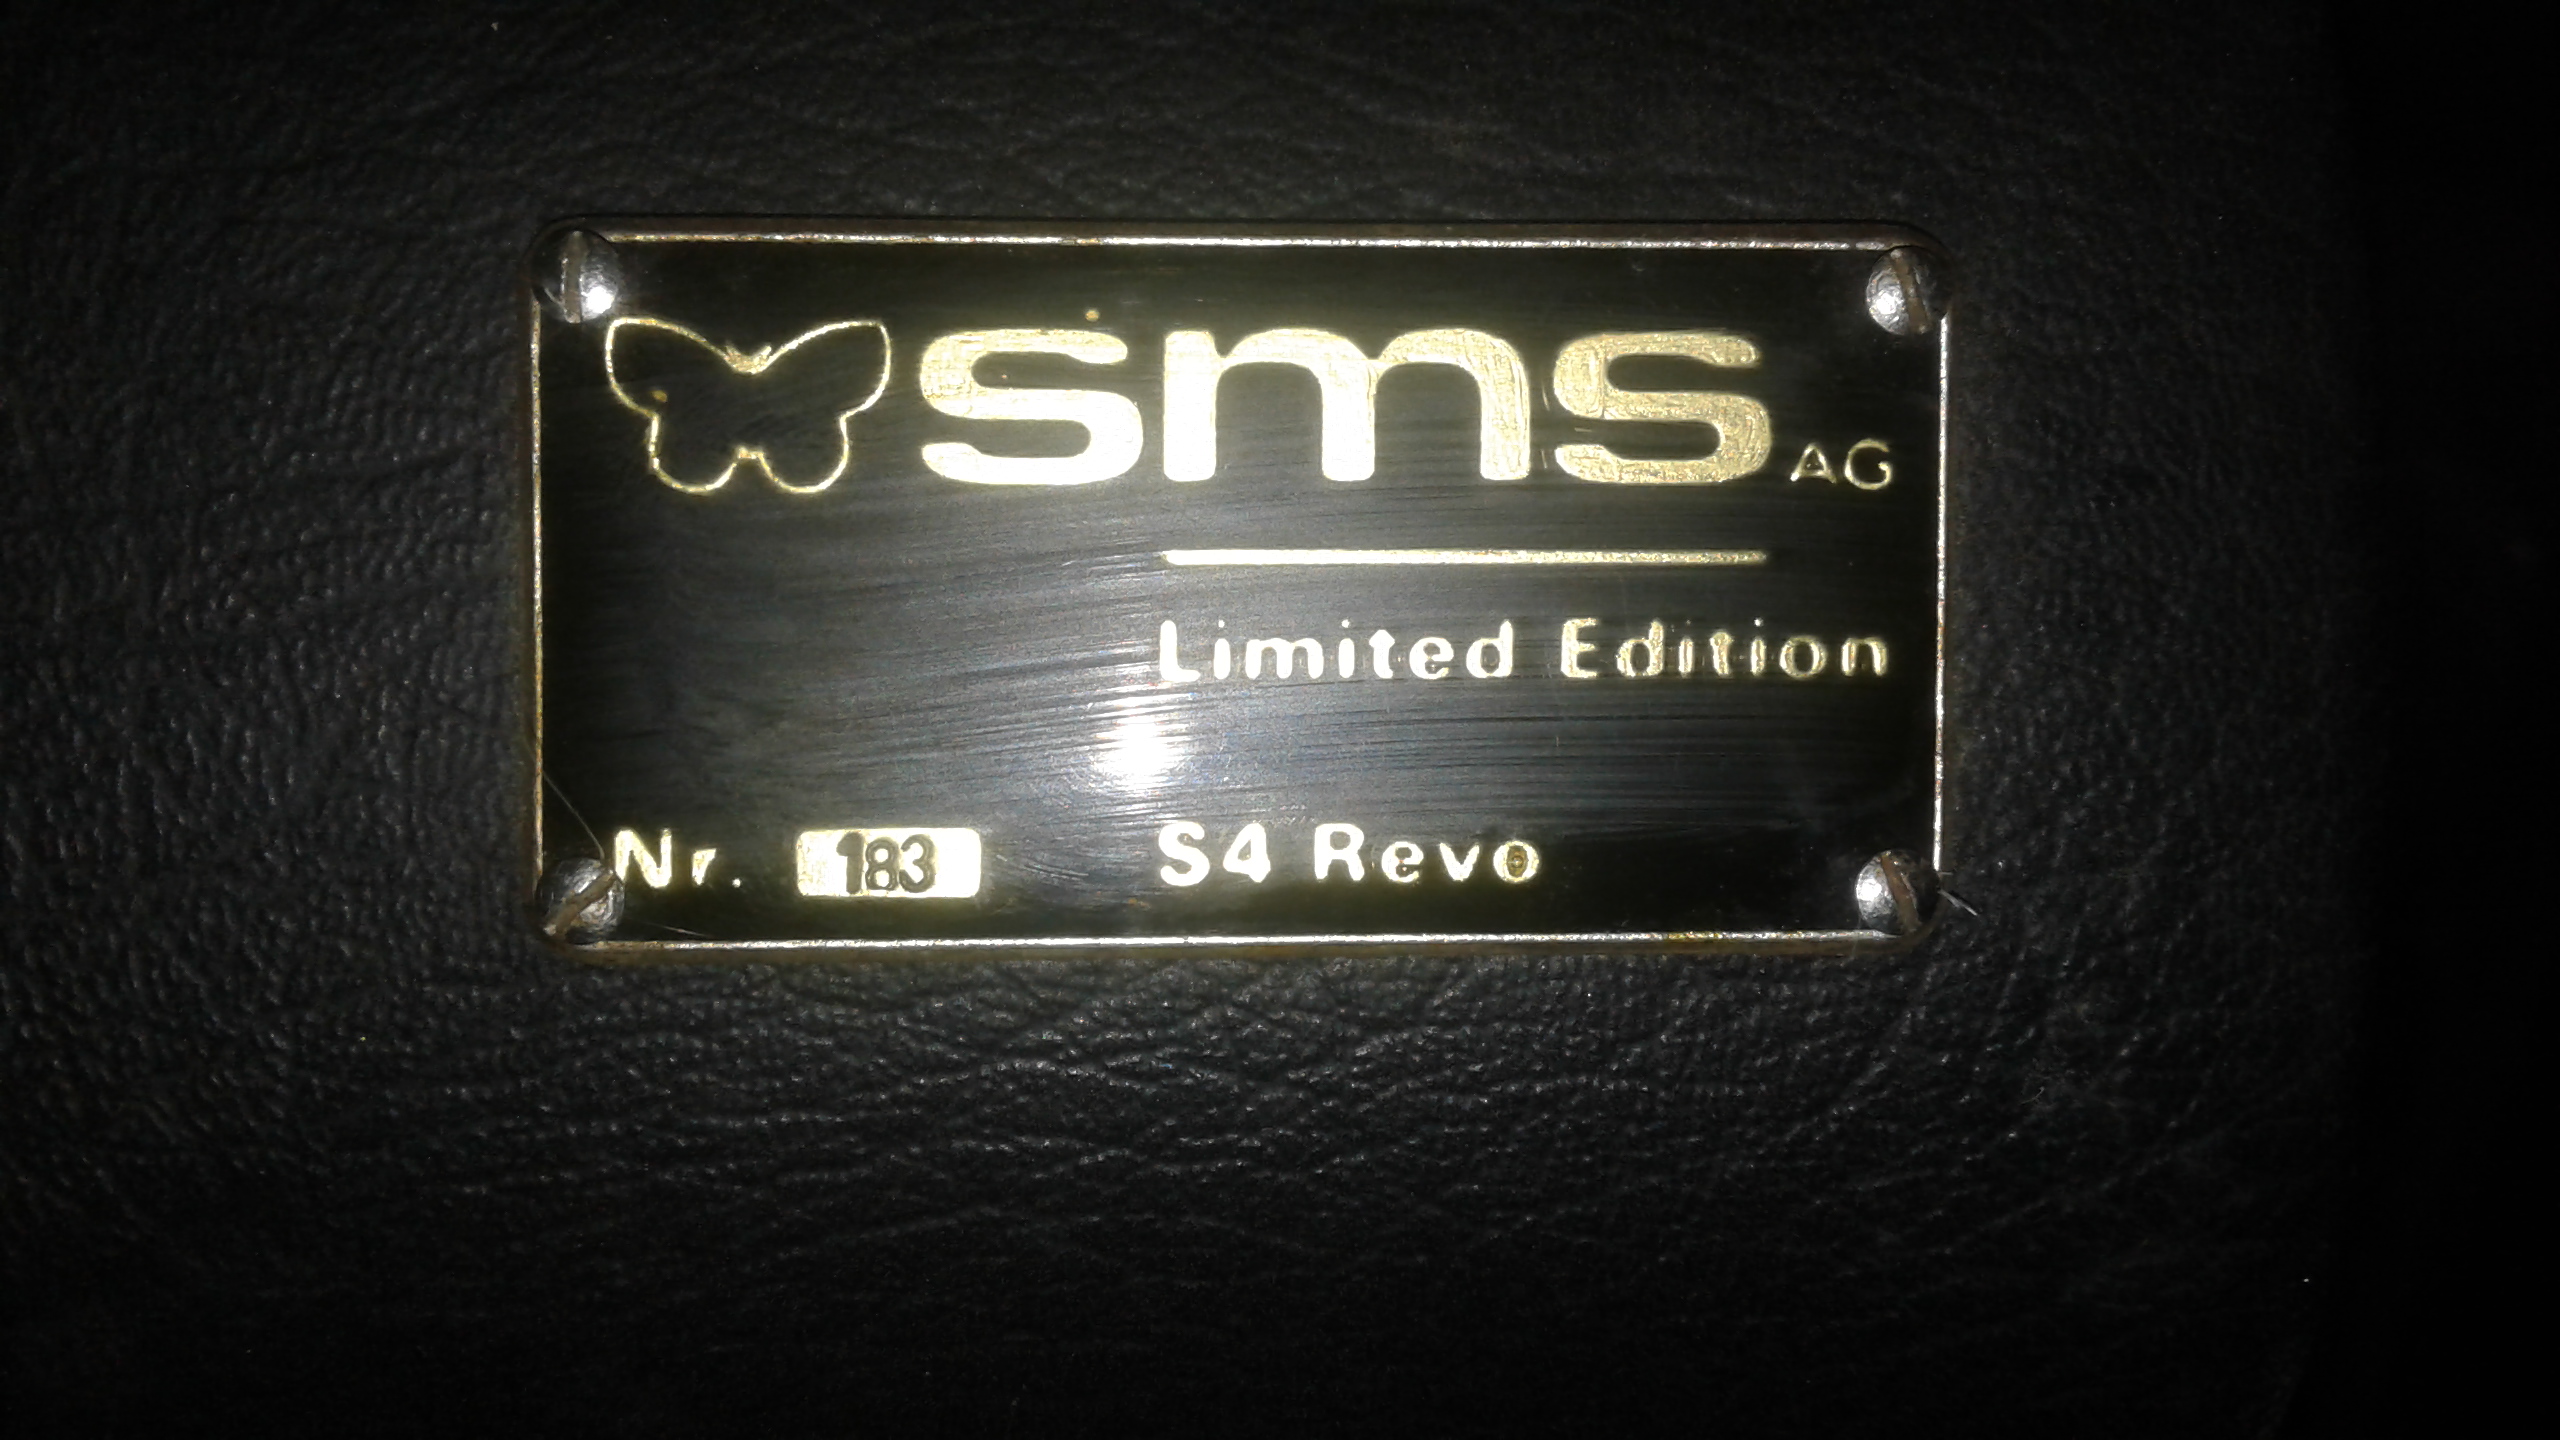 sms AG
Limited Edition
Nr. 183 S4 Revo